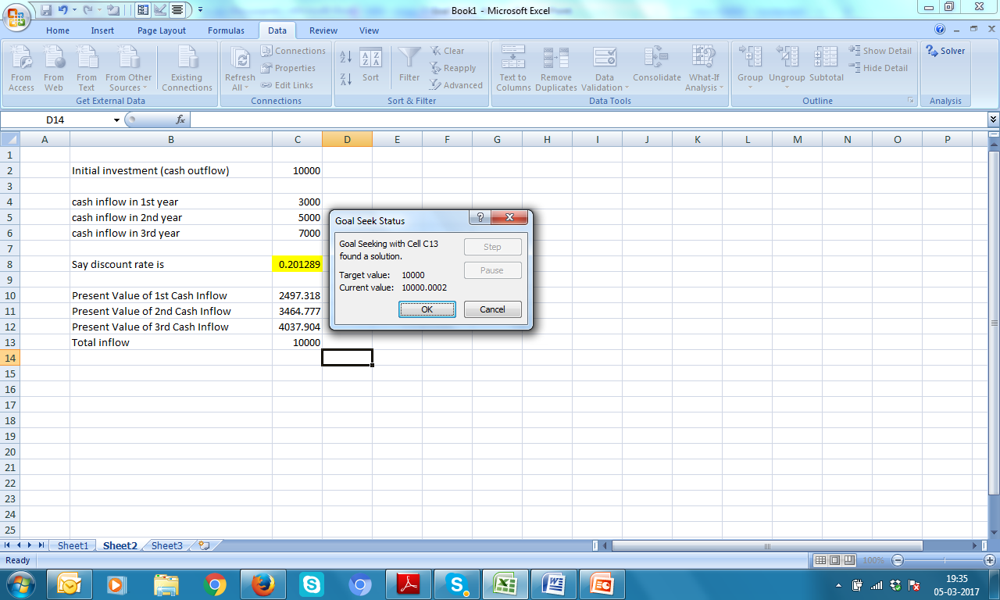 Book1 - Microsoft Excel
Home Insert Page Layout Formulas Data Review View
From Access
From Web
From Text
From Other Sources
Existing Connections
Get External Data
Refresh All
Connections
Properties
Edit Links
Connections
Sort
Filter
Clear
Reapply
Advanced
Sort & Filter
Text to Columns
Remove Duplicates
Data Validation
Consolidate
What-If Analysis
Data Tools
Group
Ungroup
Subtotal
Show Detail
Hide Detail
Outline
Solver
Analysis
D14 fx
A B C D E F G H I J K L M N O P
1
2 Initial investment (cash outflow) 10000
3
4 cash inflow in 1st year 3000
5 cash inflow in 2nd year 5000
6 cash inflow in 3rd year 7000
7
8 Say discount rate is 0.201289
9
10 Present Value of 1st Cash Inflow 2497.318
11 Present Value of 2nd Cash Inflow 3464.777
12 Present Value of 3rd Cash Inflow 4037.904
13 Total inflow 10000
14
15
16
17
18
19
20
21
22
23
24
25
Goal Seek Status
Goal Seeking with Cell C13
found a solution.
Target value: 10000
Current value: 10000.0002
Step
Pause
OK Cancel
Sheet1 Sheet2 Sheet3
Ready 100%
19:35
05-03-2017